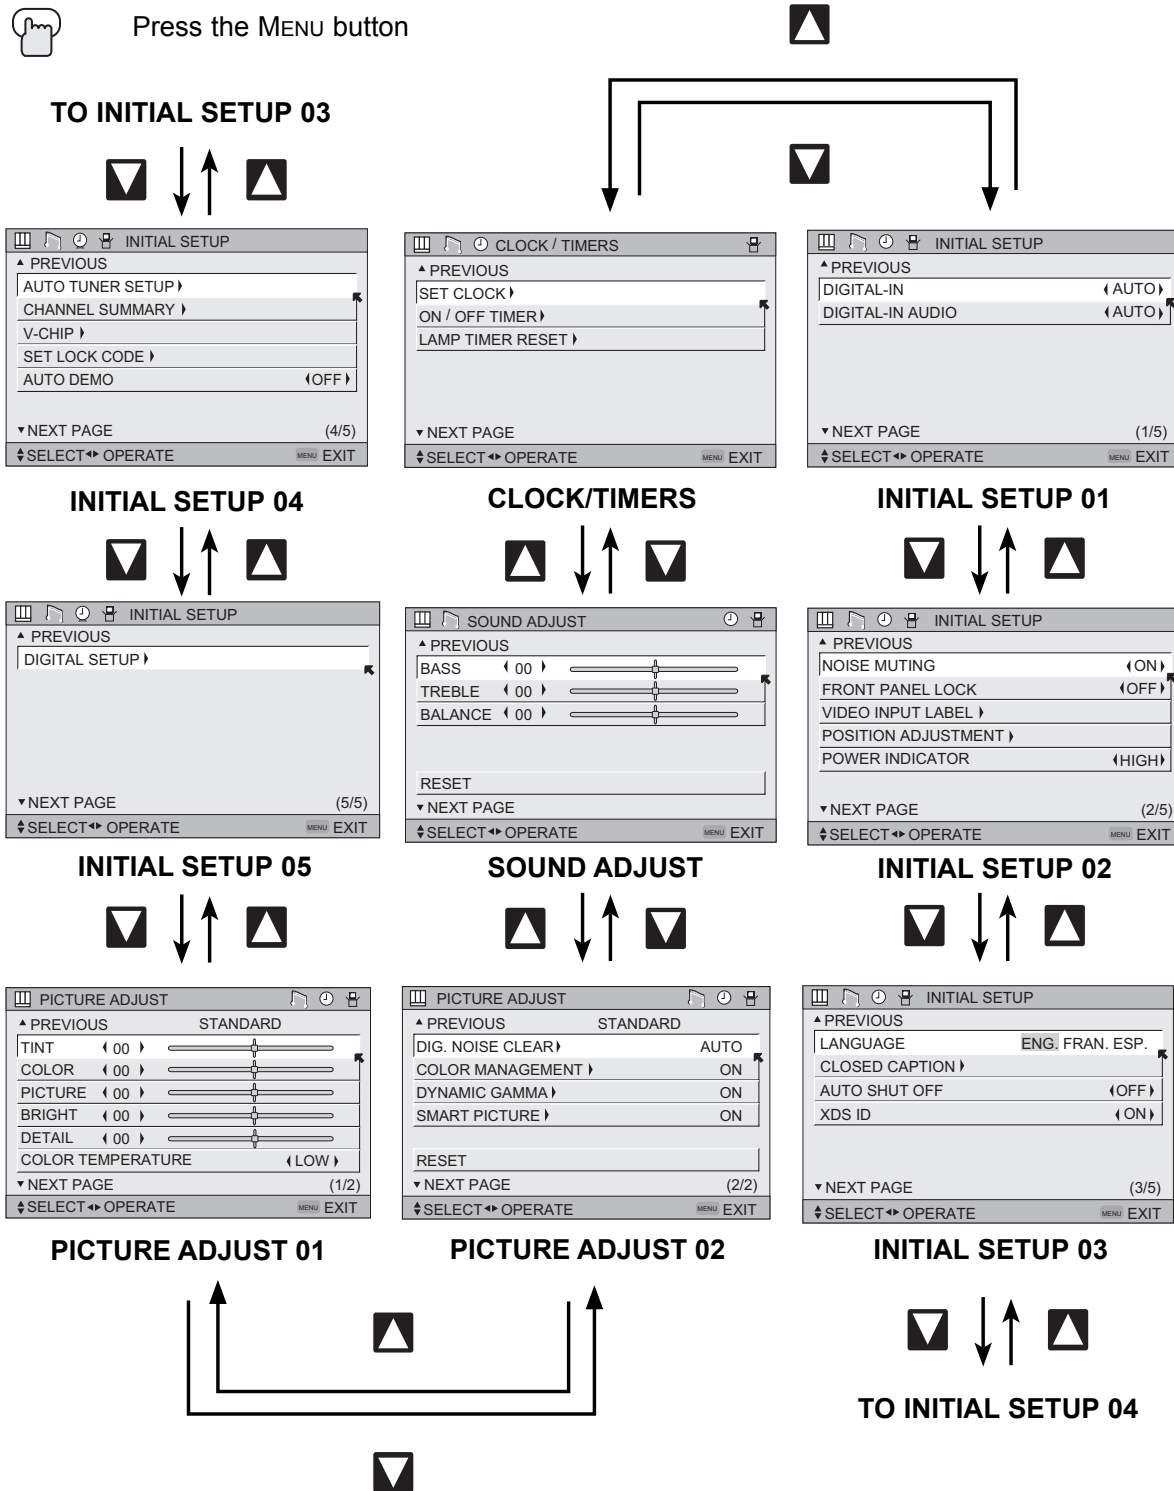 Press the MENU button
TO INITIAL SETUP 03
INITIAL SETUP
PREVIOUS
AUTO TUNER SETUP
CHANNEL SUMMARY
V-CHIP
SET LOCK CODE
AUTO DEMO OFF
NEXT PAGE (4/5)
SELECT OPERATE MENU EXIT
INITIAL SETUP 04
CLOCK / TIMERS
PREVIOUS
SET CLOCK
ON / OFF TIMER
LAMP TIMER RESET
NEXT PAGE
SELECT OPERATE MENU EXIT
CLOCK/TIMERS
INITIAL SETUP
PREVIOUS
DIGITAL-IN AUTO
DIGITAL-IN AUDIO AUTO
NEXT PAGE (1/5)
SELECT OPERATE MENU EXIT
INITIAL SETUP 01
INITIAL SETUP
PREVIOUS
DIGITAL SETUP
NEXT PAGE (5/5)
SELECT OPERATE MENU EXIT
INITIAL SETUP 05
SOUND ADJUST
PREVIOUS
BASS 00
TREBLE 00
BALANCE 00
RESET
NEXT PAGE
SELECT OPERATE MENU EXIT
SOUND ADJUST
INITIAL SETUP
PREVIOUS
NOISE MUTING ON
FRONT PANEL LOCK OFF
VIDEO INPUT LABEL
POSITION ADJUSTMENT
POWER INDICATOR HIGH
NEXT PAGE (2/5)
SELECT OPERATE MENU EXIT
INITIAL SETUP 02
PICTURE ADJUST
PREVIOUS STANDARD
TINT 00
COLOR 00
PICTURE 00
BRIGHT 00
DETAIL 00
COLOR TEMPERATURE LOW
NEXT PAGE (1/2)
SELECT OPERATE MENU EXIT
PICTURE ADJUST 01
PICTURE ADJUST
PREVIOUS STANDARD
DIG. NOISE CLEAR AUTO
COLOR MANAGEMENT ON
DYNAMIC GAMMA ON
SMART PICTURE ON
RESET
NEXT PAGE (2/2)
SELECT OPERATE MENU EXIT
PICTURE ADJUST 02
INITIAL SETUP
PREVIOUS
LANGUAGE ENG. FRAN. ESP.
CLOSED CAPTION
AUTO SHUT OFF OFF
XDS ID ON
NEXT PAGE (3/5)
SELECT OPERATE MENU EXIT
INITIAL SETUP 03
TO INITIAL SETUP 04